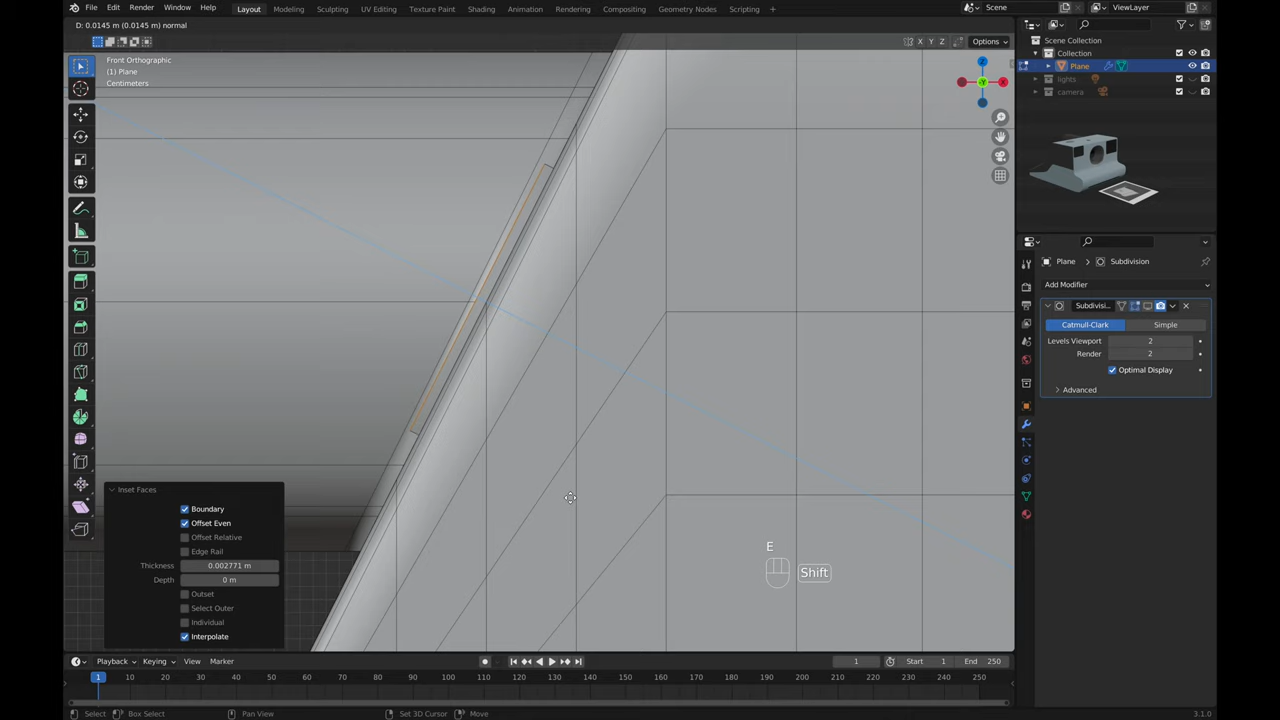 File Edit Render Window Help
Layout Modeling Sculpting UV Editing Texture Paint Shading Animation Rendering Compositing Geometry Nodes Scripting +
Scene ViewLayer
D: 0.0145 m (0.0145 m) normal
X Y Z Options
Front Orthographic
(1) Plane
Centimeters
Scene Collection
Collection
Plane
lights
camera
Plane > Subdivision
Add Modifier
Subdivisi..
Catmull-Clark Simple
Levels Viewport 2
Render 2
Optimal Display
Advanced
Inset Faces
Boundary
Offset Even
Offset Relative
Edge Rail
Thickness 0.002771 m
Depth 0 m
Outset
Select Outer
Individual
Interpolate
E
Shift
Playback Keying View Marker 1 Start 1 End 250
1 10 20 30 40 50 60 70 80 90 100 110 120 130 140 150 160 170 180 190 200 210 220 230 240 250
Select Box Select Pan View Set 3D Cursor Move 3.1.0